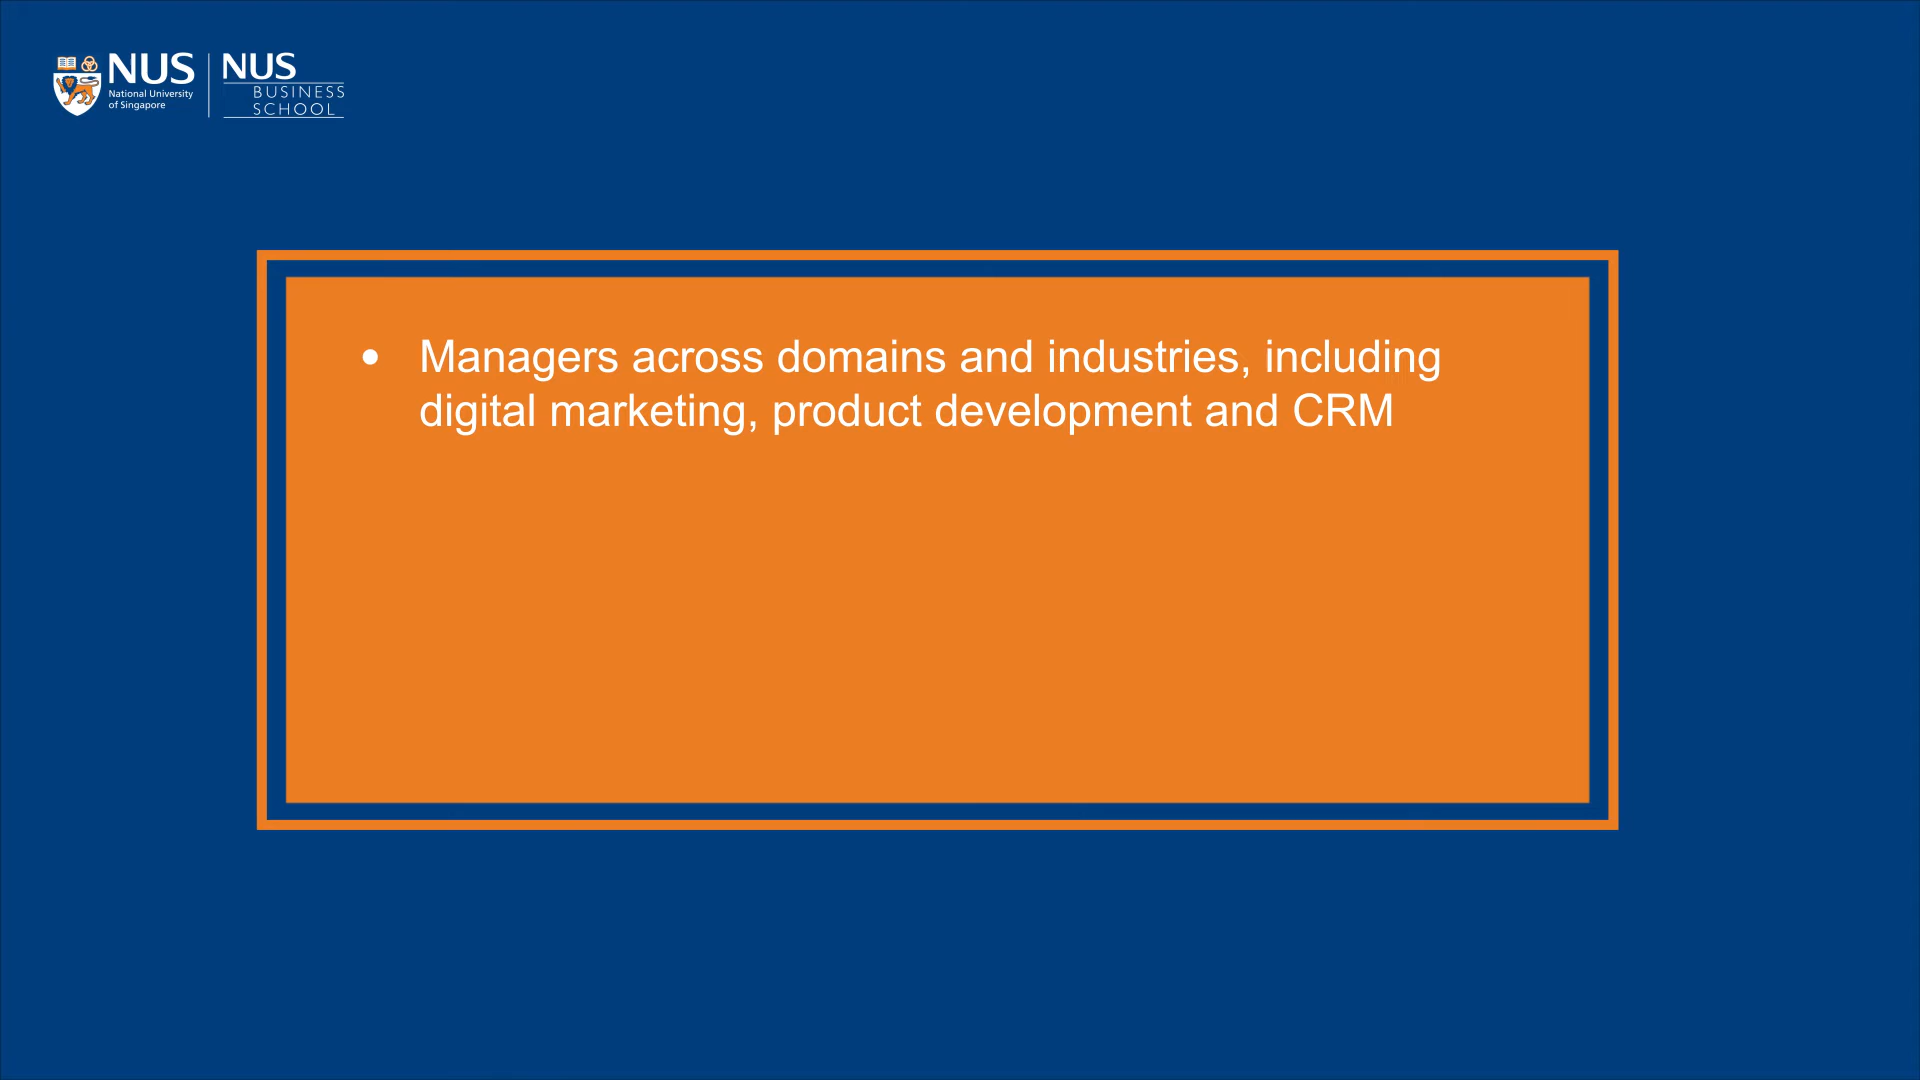 NUS
National University
of Singapore
NUS
BUSINESS
SCHOOL
• Managers across domains and industries, including
digital marketing, product development and CRM